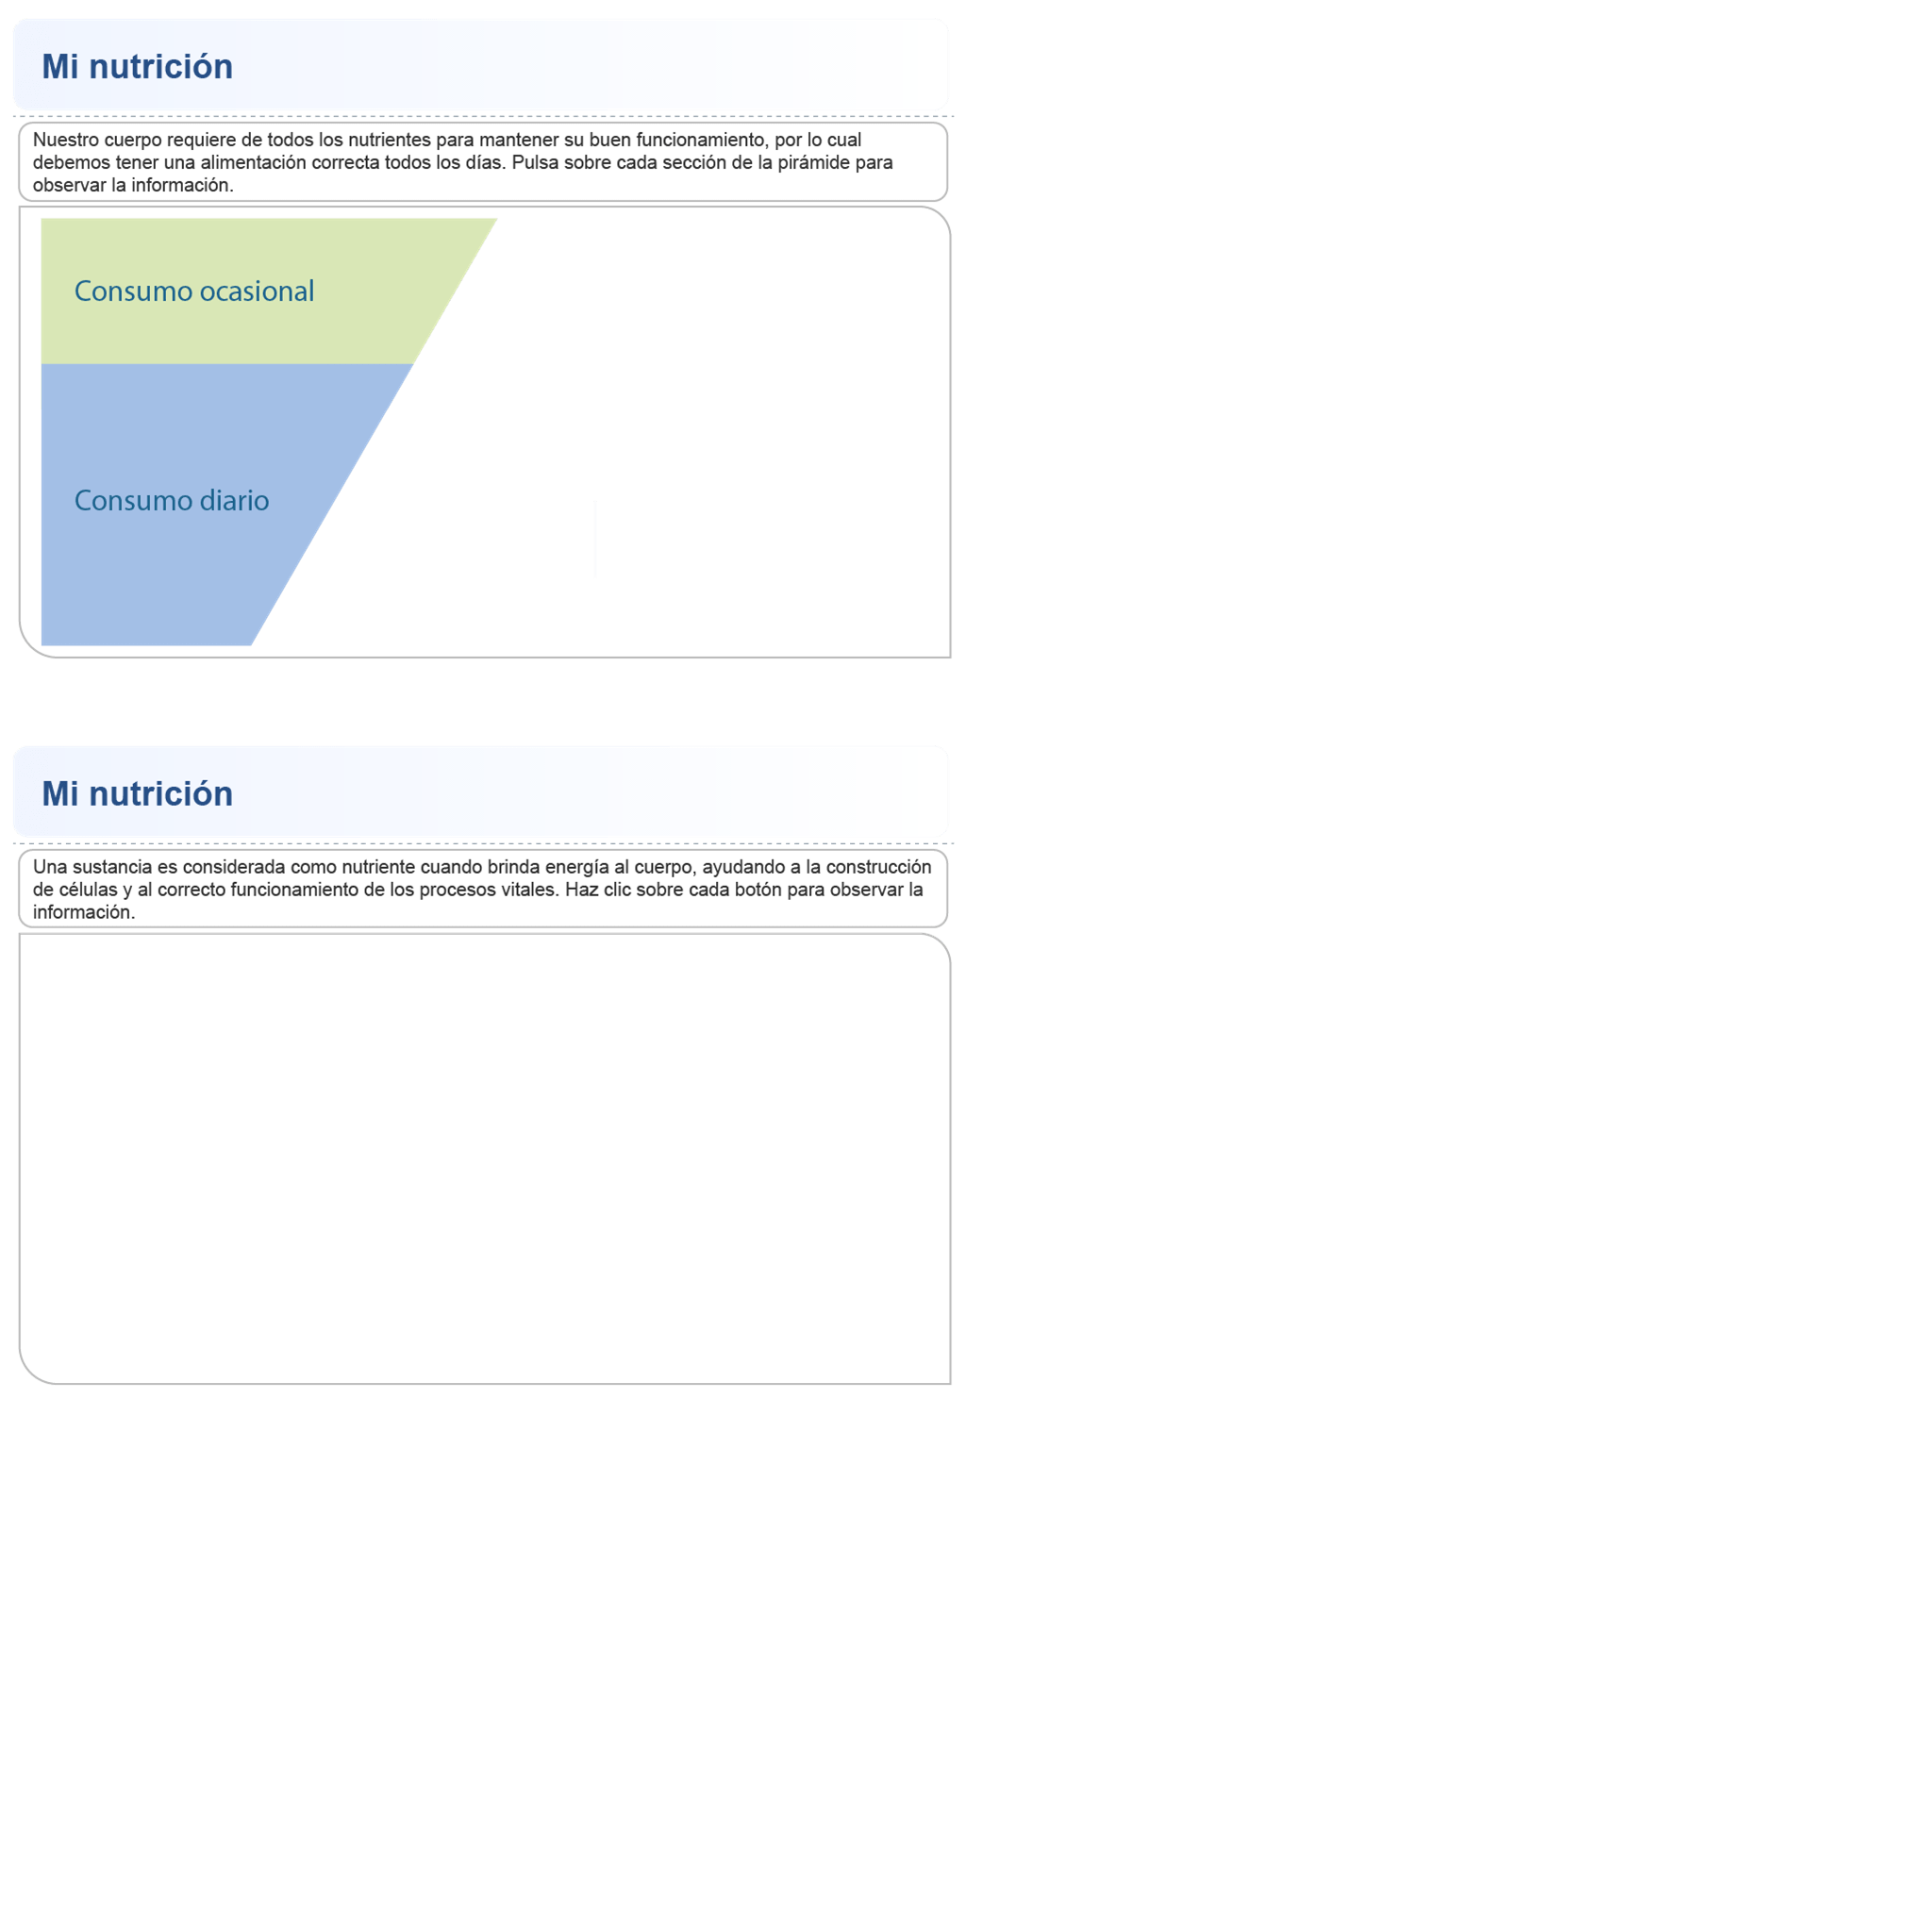 Mi nutrición
Nuestro cuerpo requiere de todos los nutrientes para mantener su buen funcionamiento, por lo cual
debemos tener una alimentación correcta todos los días. Pulsa sobre cada sección de la pirámide para
observar la información.
Consumo ocasional
Consumo diario
Mi nutrición
Una sustancia es considerada como nutriente cuando brinda energía al cuerpo, ayudando a la construcción
de células y al correcto funcionamiento de los procesos vitales. Haz clic sobre cada botón para observar la
información.